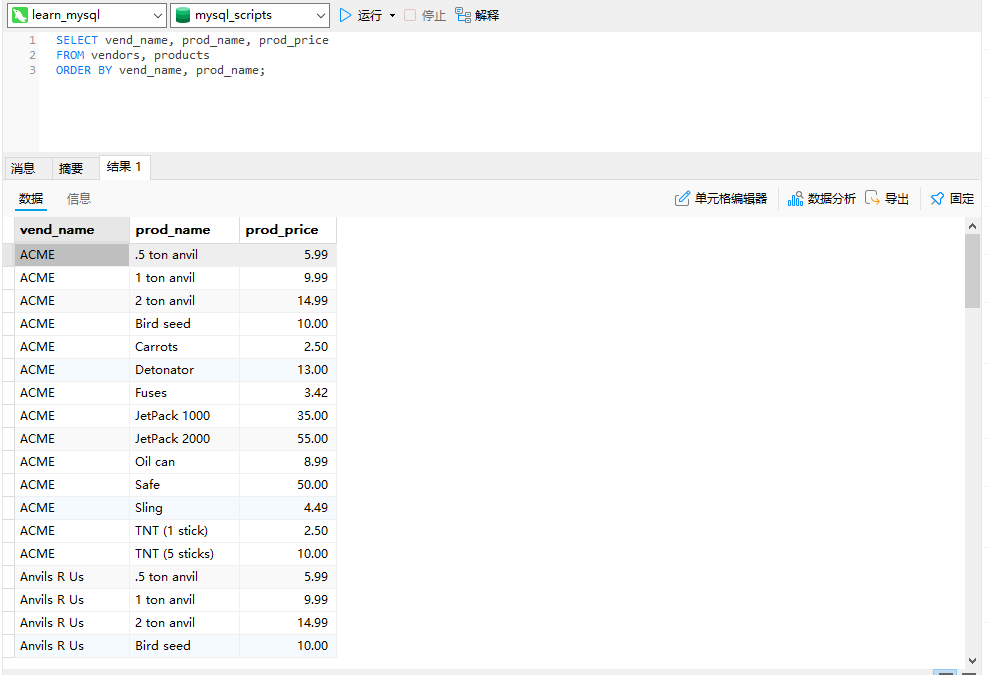 learn_mysql mysql_scripts 运行 停止 解释
1 SELECT vend_name, prod_name, prod_price
2 FROM vendors, products
3 ORDER BY vend_name, prod_name;
消息 摘要 结果 1
数据 信息 单元格编辑器 数据分析 导出 固定
vend_name prod_name prod_price
ACME .5 ton anvil 5.99
ACME 1 ton anvil 9.99
ACME 2 ton anvil 14.99
ACME Bird seed 10.00
ACME Carrots 2.50
ACME Detonator 13.00
ACME Fuses 3.42
ACME JetPack 1000 35.00
ACME JetPack 2000 55.00
ACME Oil can 8.99
ACME Safe 50.00
ACME Sling 4.49
ACME TNT (1 stick) 2.50
ACME TNT (5 sticks) 10.00
Anvils R Us .5 ton anvil 5.99
Anvils R Us 1 ton anvil 9.99
Anvils R Us 2 ton anvil 14.99
Anvils R Us Bird seed 10.00